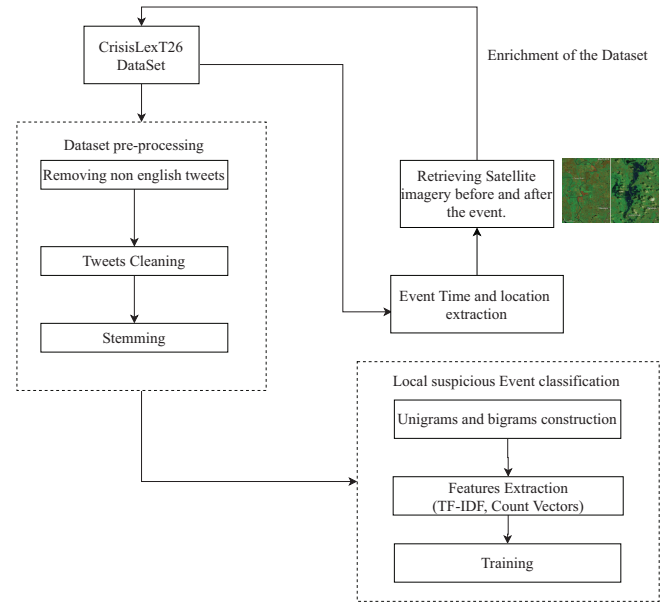 CrisisLexT26
DataSet
Enrichment of the Dataset
Dataset pre-processing
Removing non english tweets
Tweets Cleaning
Stemming
Retrieving Satellite
imagery before and after
the event.
Event Time and location
extraction
Local suspicious Event classification
Unigrams and bigrams construction
Features Extraction
(TF-IDF, Count Vectors)
Training